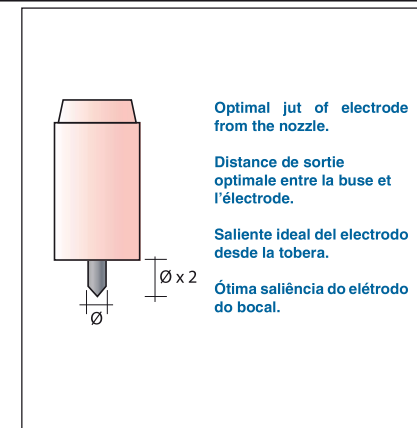 Optimal jut of electrode
from the nozzle.
Distance de sortie
optimale entre la buse et
l'électrode.
Saliente ideal del electrodo
desde la tobera.
Ótima saliência do elétrodo
do bocal.
Ø x 2
Ø